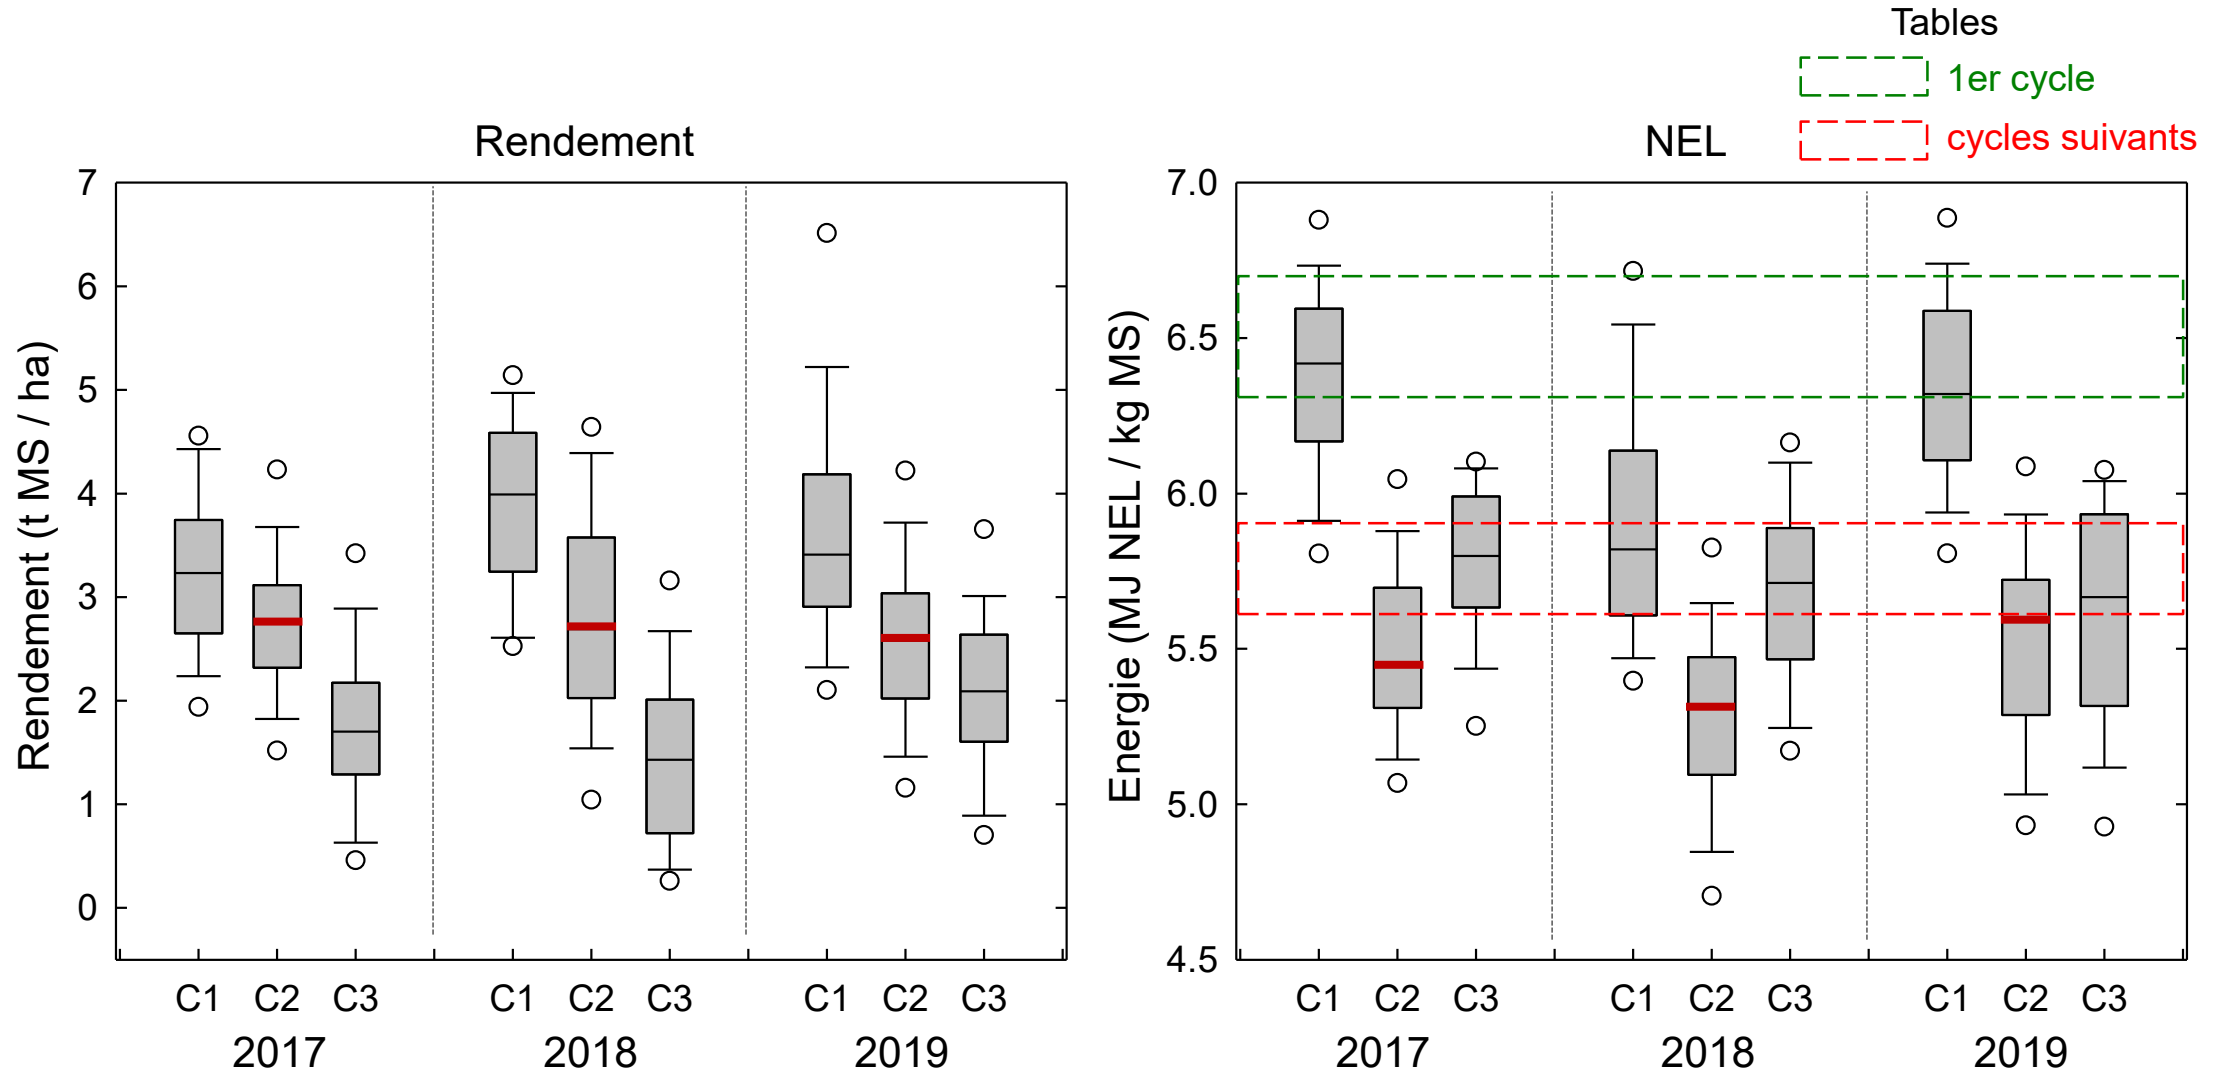 Tables
1er cycle
cycles suivants
Rendement
Rendement (t MS / ha)
7
6
5
4
3
2
1
0
C1 C2 C3 C1 C2 C3 C1 C2 C3
2017 2018 2019
NEL
Energie (MJ NEL / kg MS)
7.0
6.5
6.0
5.5
5.0
4.5
C1 C2 C3 C1 C2 C3 C1 C2 C3
2017 2018 2019